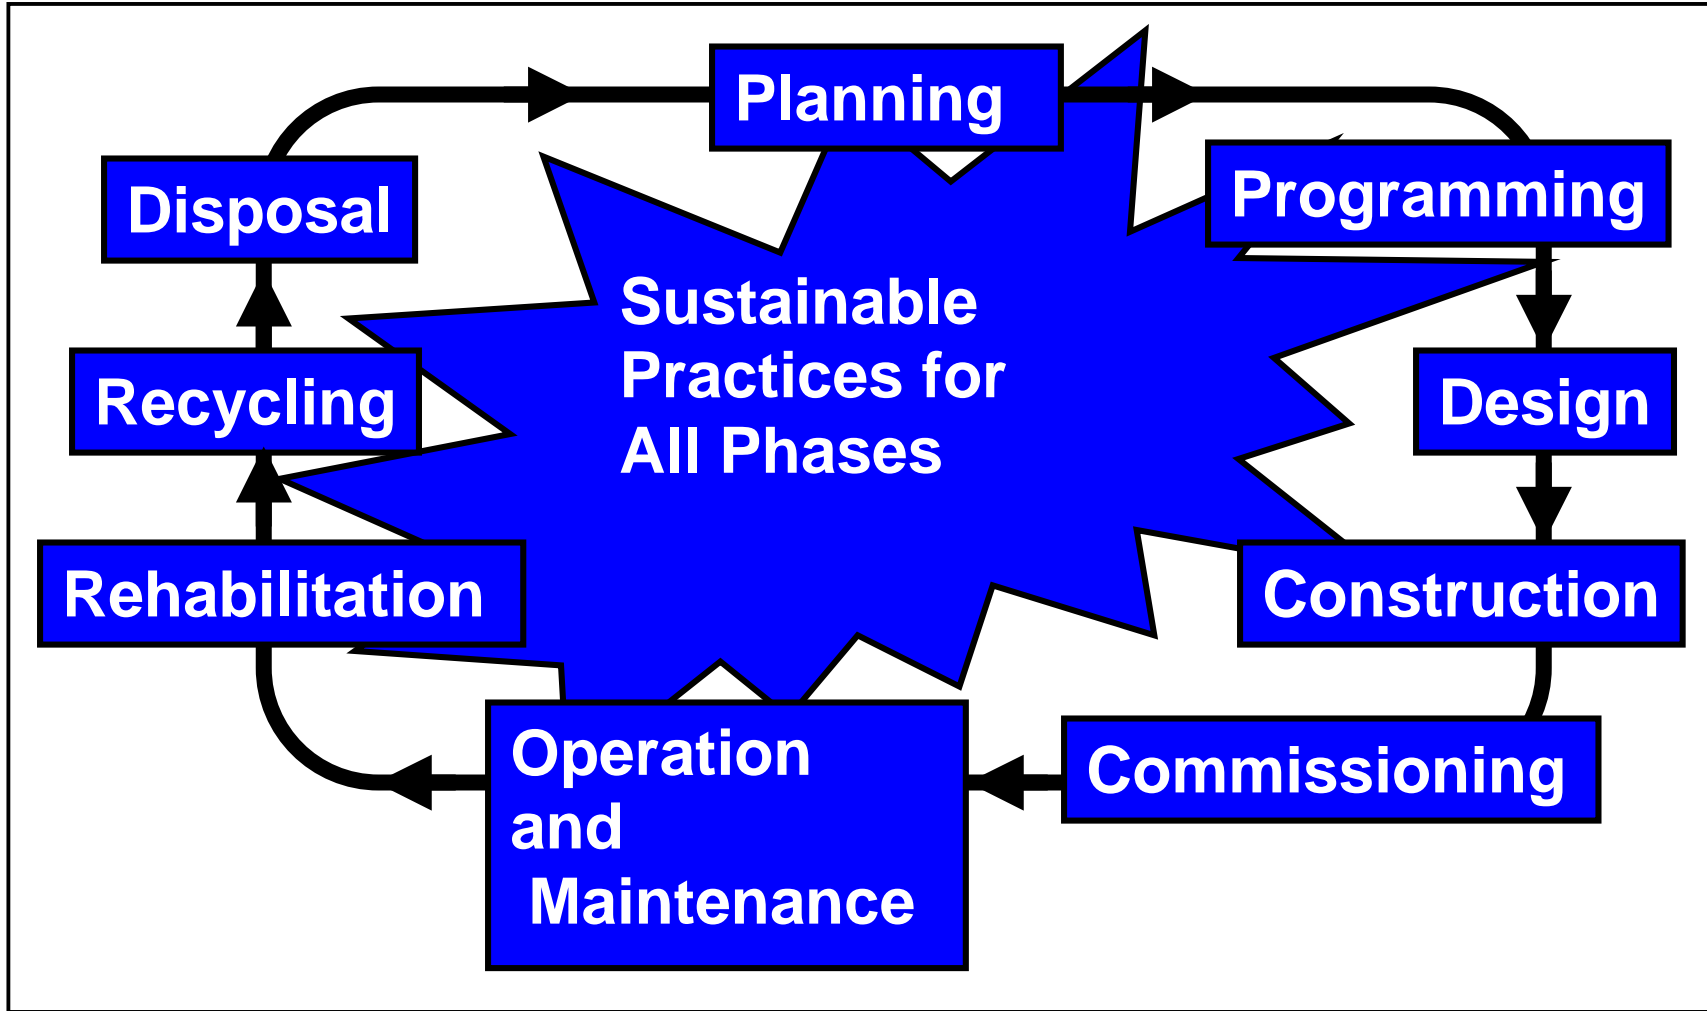 Planning
Programming
Disposal
Sustainable
Practices for
All Phases
Recycling
Design
Rehabilitation
Construction
Operation
and
Maintenance
Commissioning